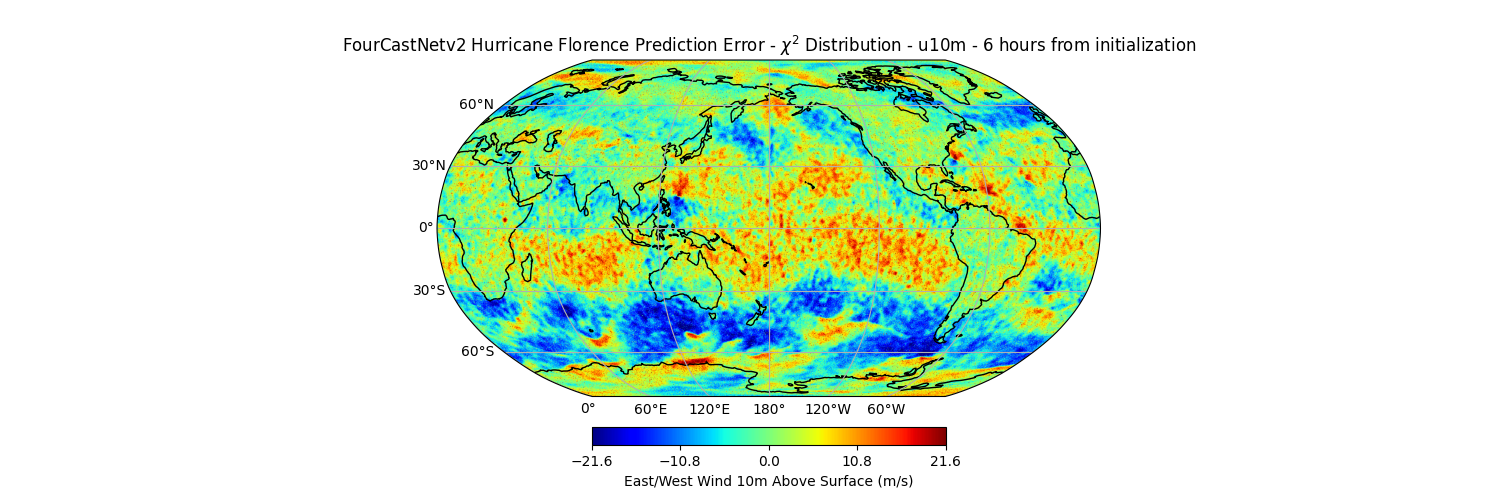 FourCastNetv2 Hurricane Florence Prediction Error - χ² Distribution - u10m - 6 hours from initialization
60°N
30°N
0°
30°S
60°S
0° 60°E 120°E 180° 120°W 60°W
−21.6 −10.8 0.0 10.8 21.6
East/West Wind 10m Above Surface (m/s)